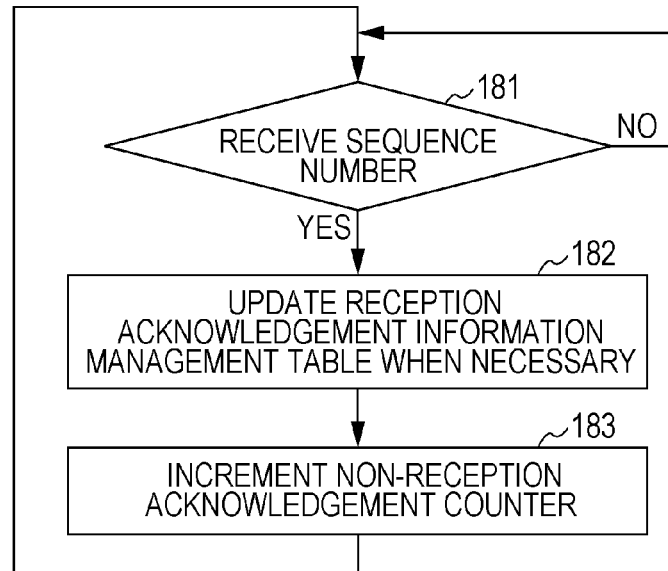 181
RECEIVE SEQUENCE
NUMBER
NO
YES
182
UPDATE RECEPTION
ACKNOWLEDGEMENT INFORMATION
MANAGEMENT TABLE WHEN NECESSARY
183
INCREMENT NON-RECEPTION
ACKNOWLEDGEMENT COUNTER